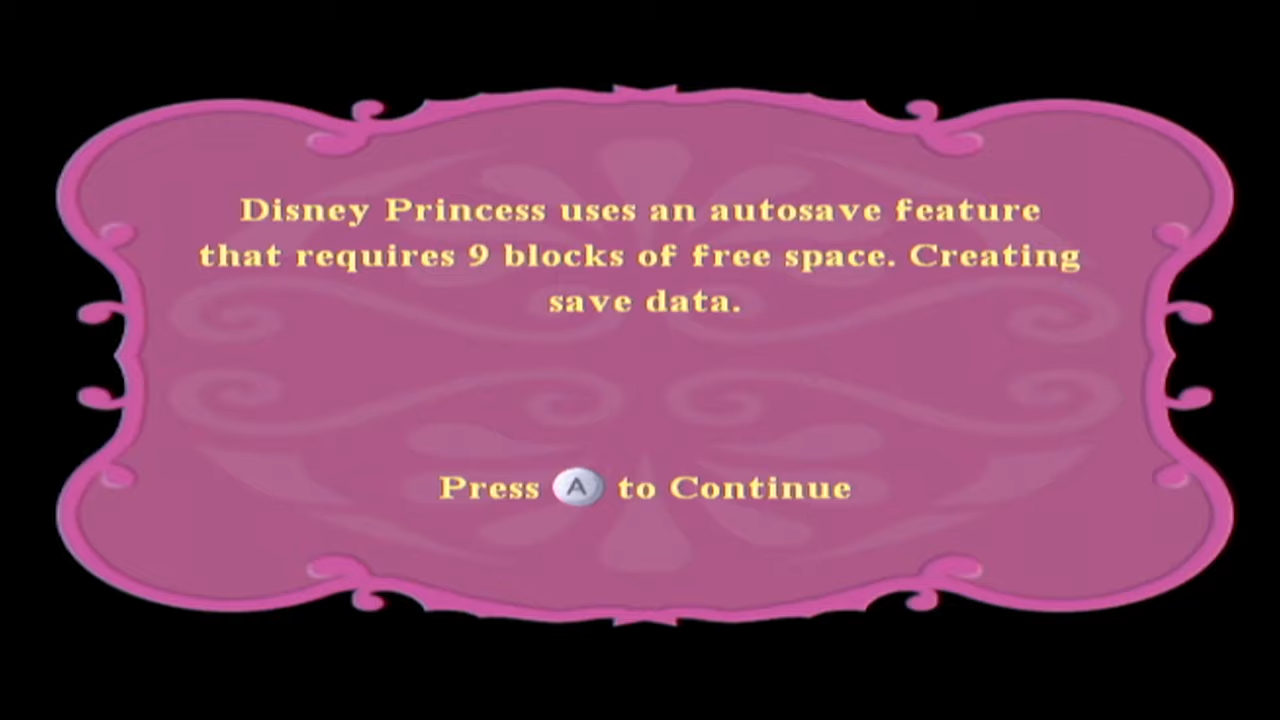 Disney Princess uses an autosave feature
that requires 9 blocks of free space. Creating
save data.
Press A to Continue